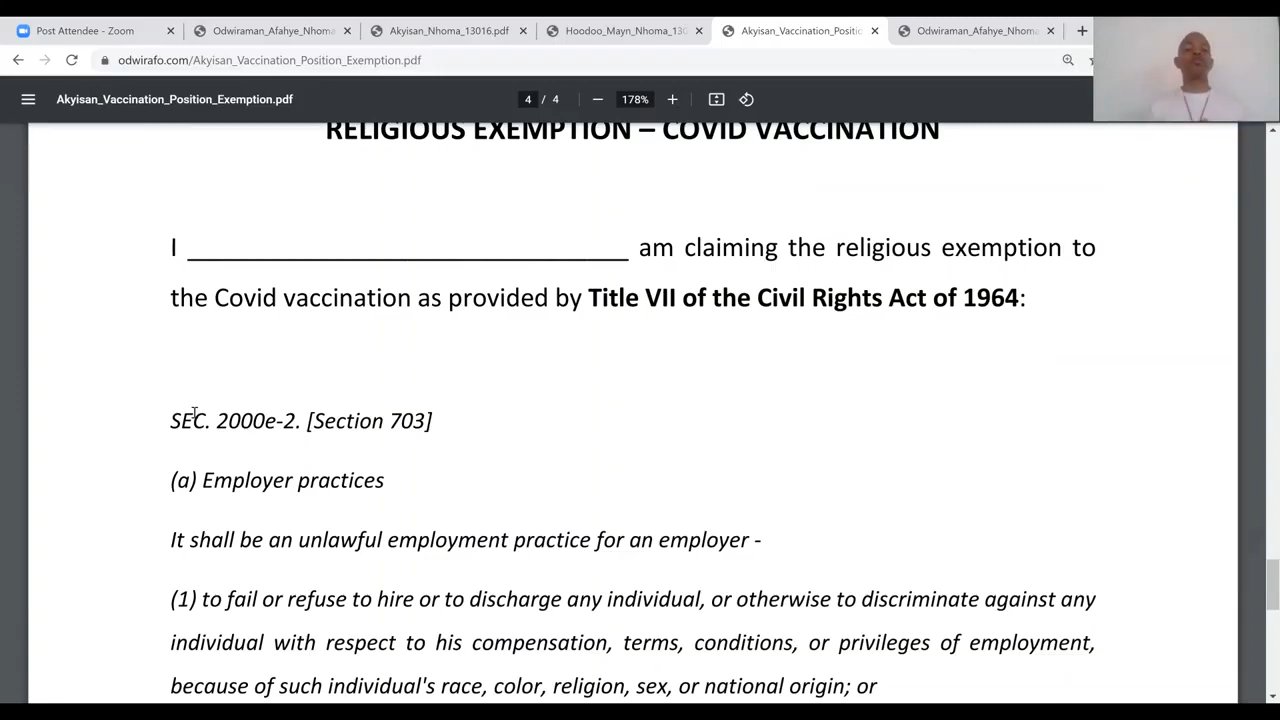 Post Attendee - Zoom
Odwiraman_Afahye_Nhoma
Akyisan_Nhoma_13016.pdf
Hoodoo_Mayn_Nhoma_130
Akyisan_Vaccination_Positio
Odwiraman_Afahye_Nhoma
odwirafo.com/Akyisan_Vaccination_Position_Exemption.pdf
Akyisan_Vaccination_Position_Exemption.pdf
4 / 4
178%
RELIGIOUS EXEMPTION – COVID VACCINATION
I _________________________________ am claiming the religious exemption to
the Covid vaccination as provided by Title VII of the Civil Rights Act of 1964:
SEC. 2000e-2. [Section 703]
(a) Employer practices
It shall be an unlawful employment practice for an employer -
(1) to fail or refuse to hire or to discharge any individual, or otherwise to discriminate against any
individual with respect to his compensation, terms, conditions, or privileges of employment,
because of such individual's race, color, religion, sex, or national origin; or